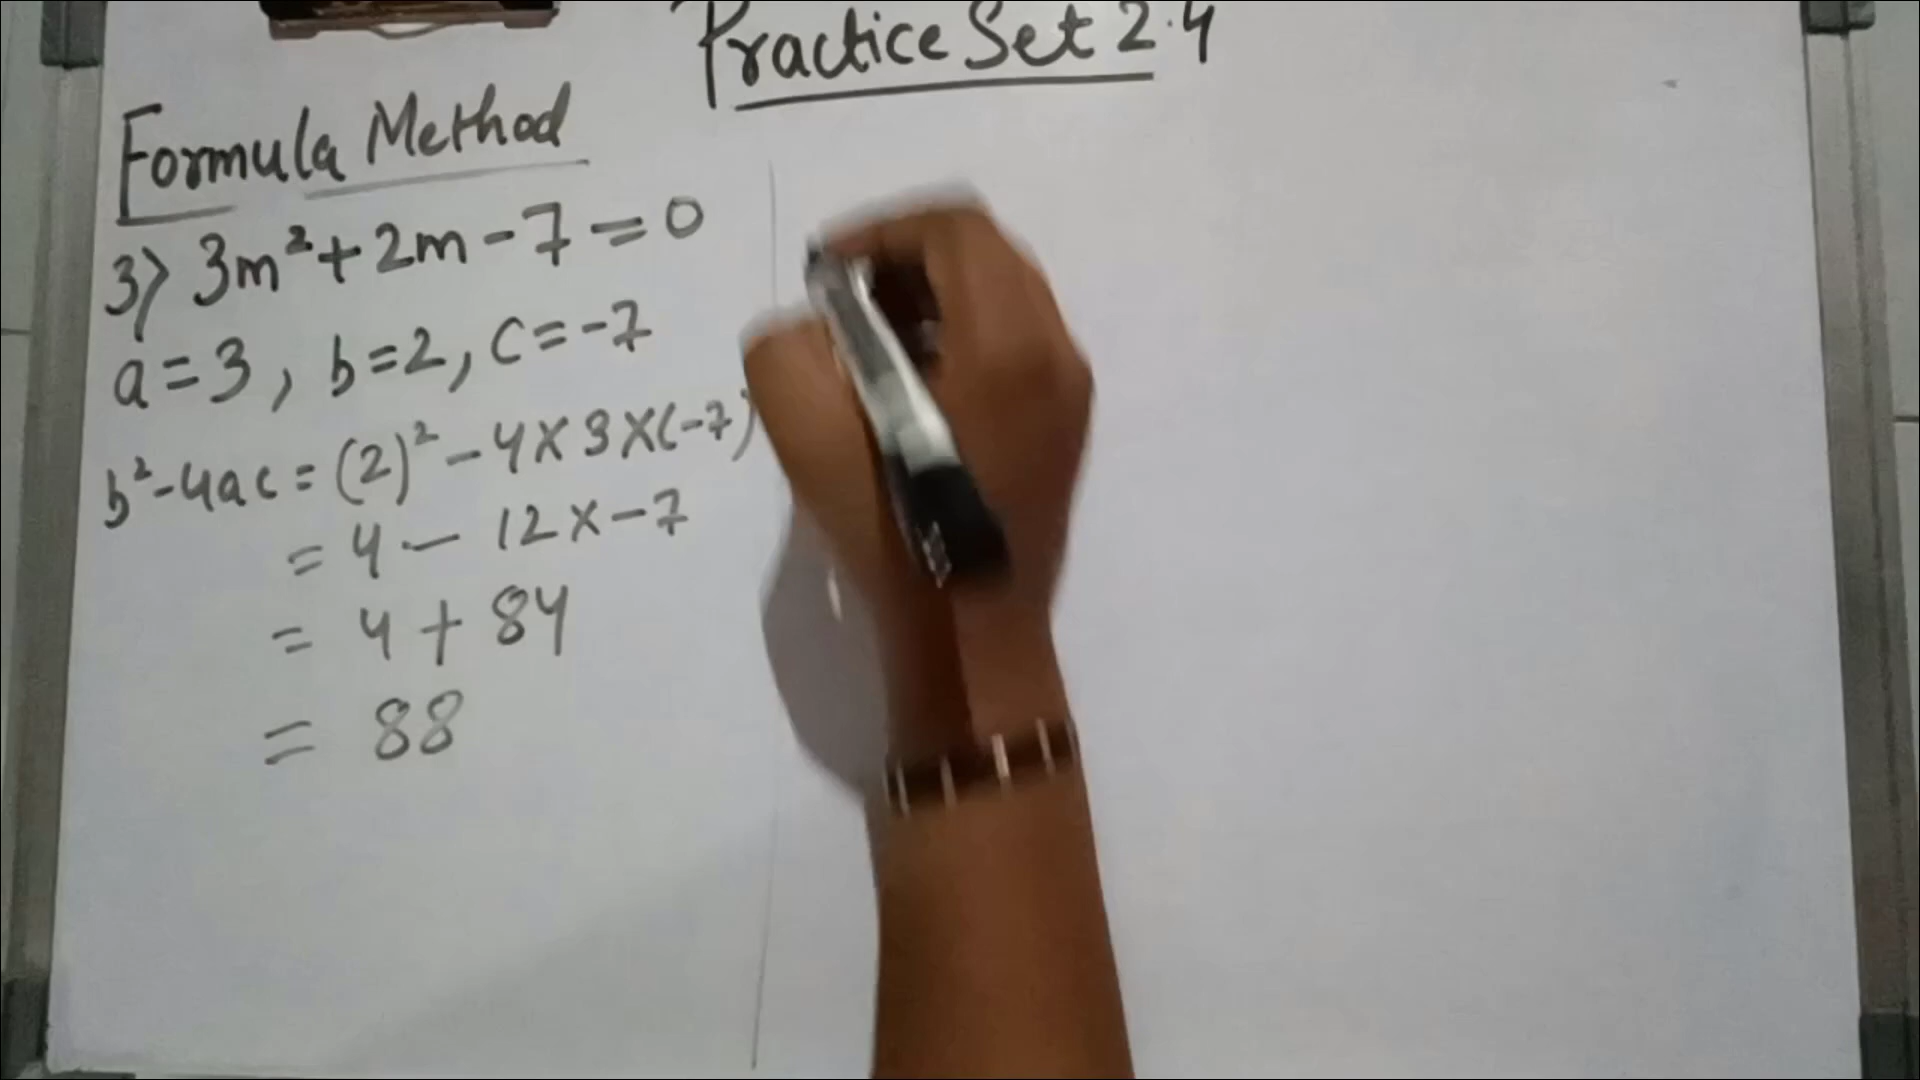 Practice Set 2.4
Formula Method
3) 3m²+2m-7=0
a=3, b=2, c=-7
b²-4ac=(2)²-4×3×(-7)
=4-12×-7
=4+84
=88